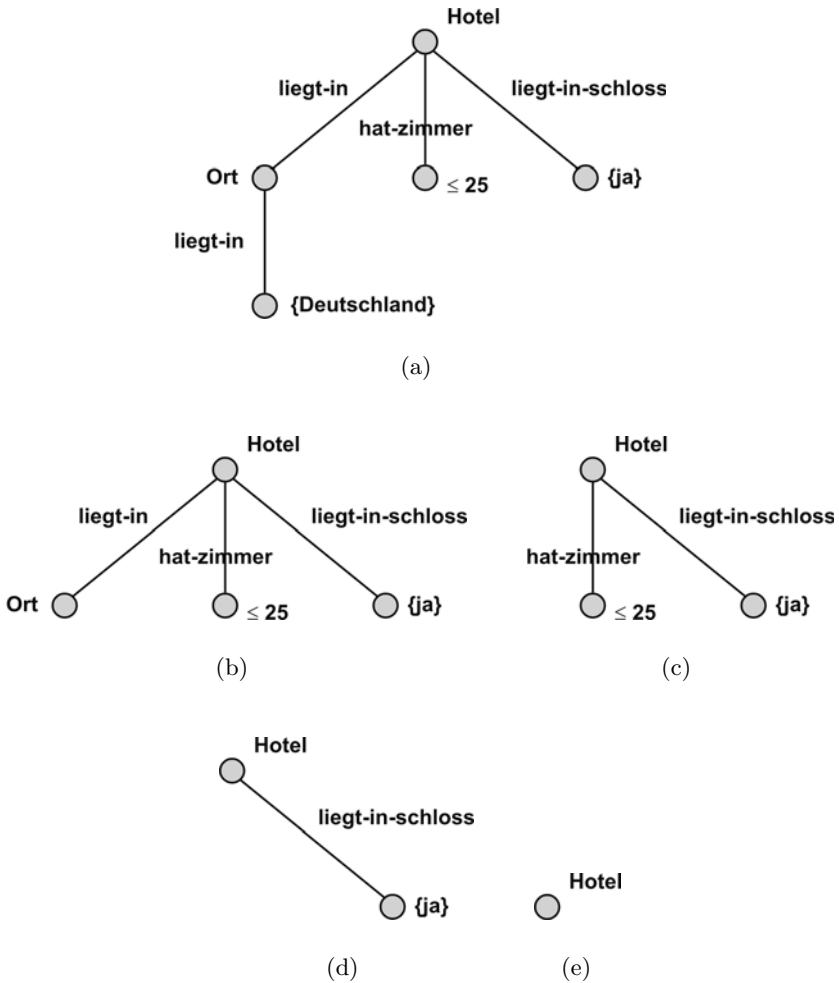 Hotel
liegt-in
liegt-in-schloss
hat-zimmer
Ort
≤ 25
{ja}
liegt-in
{Deutschland}
(a)
Hotel
liegt-in
liegt-in-schloss
hat-zimmer
Ort
≤ 25
{ja}
(b)
Hotel
liegt-in-schloss
hat-zimmer
≤ 25
{ja}
(c)
Hotel
liegt-in-schloss
{ja}
(d)
Hotel
(e)